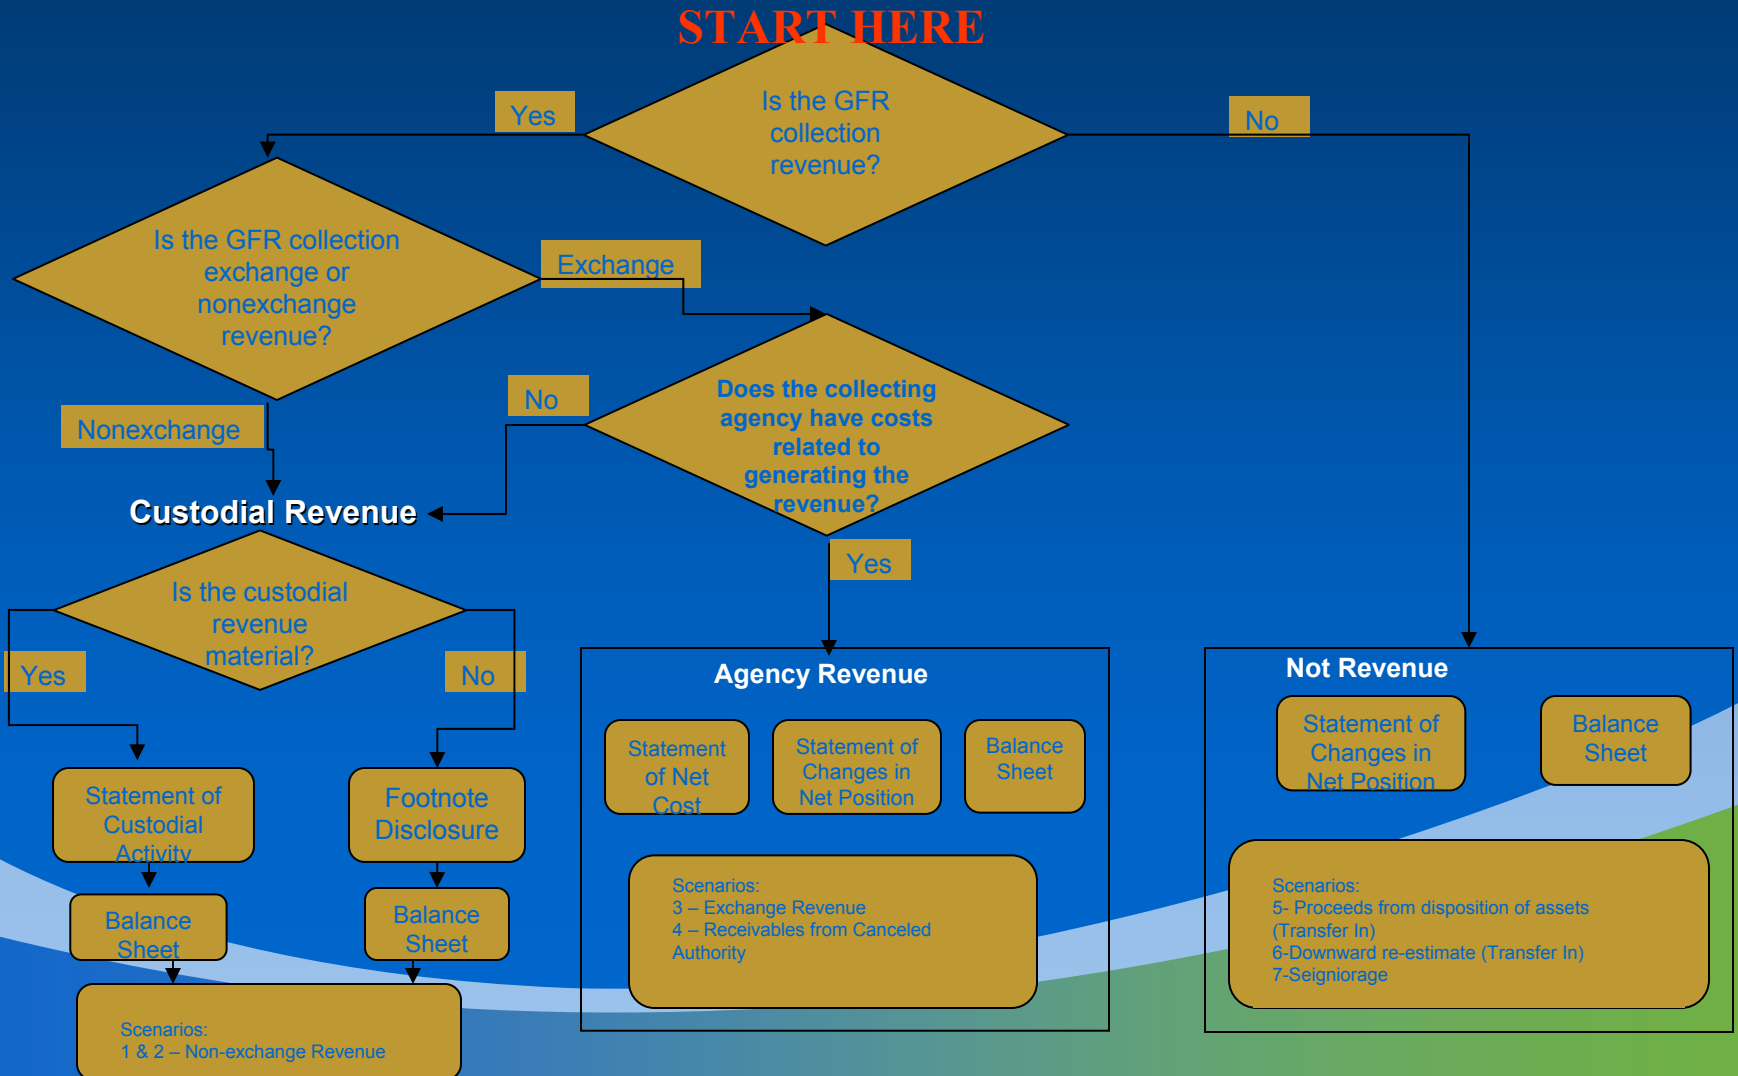 START HERE
Is the GFR
collection
revenue?
Yes
No
Is the GFR collection
exchange or
nonexchange
revenue?
Exchange
Nonexchange
Does the collecting
agency have costs
related to
generating the
revenue?
No
Yes
Custodial Revenue
Is the custodial
revenue
material?
Yes
No
Statement of
Custodial
Activity
Footnote
Disclosure
Balance
Sheet
Balance
Sheet
Scenarios:
1 & 2 – Non-exchange Revenue
Agency Revenue
Statement
of Net
Cost
Statement of
Changes in
Net Position
Balance
Sheet
Scenarios:
3 – Exchange Revenue
4 – Receivables from Canceled
Authority
Not Revenue
Statement of
Changes in
Net Position
Balance
Sheet
Scenarios:
5- Proceeds from disposition of assets
(Transfer In)
6-Downward re-estimate (Transfer In)
7-Seigniorage